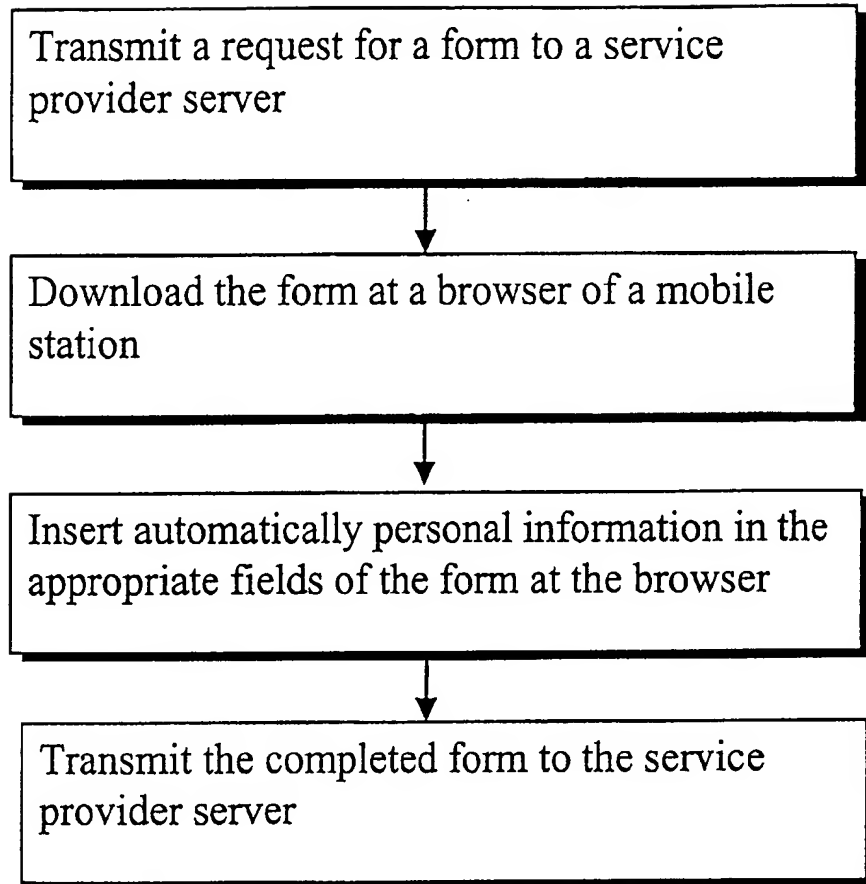 Transmit a request for a form to a service
provider server
Download the form at a browser of a mobile
station
Insert automatically personal information in the
appropriate fields of the form at the browser
Transmit the completed form to the service
provider server